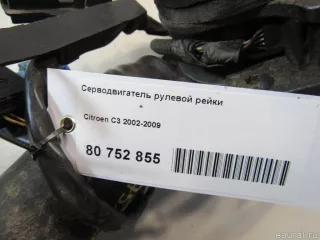 Серводвигатель рулевой рейки
Citroen C3 2002-2009
80 752 855